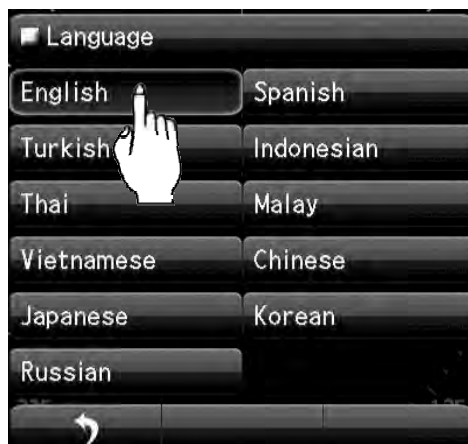 Language
English Spanish
Turkish Indonesian
Thai Malay
Vietnamese Chinese
Japanese Korean
Russian